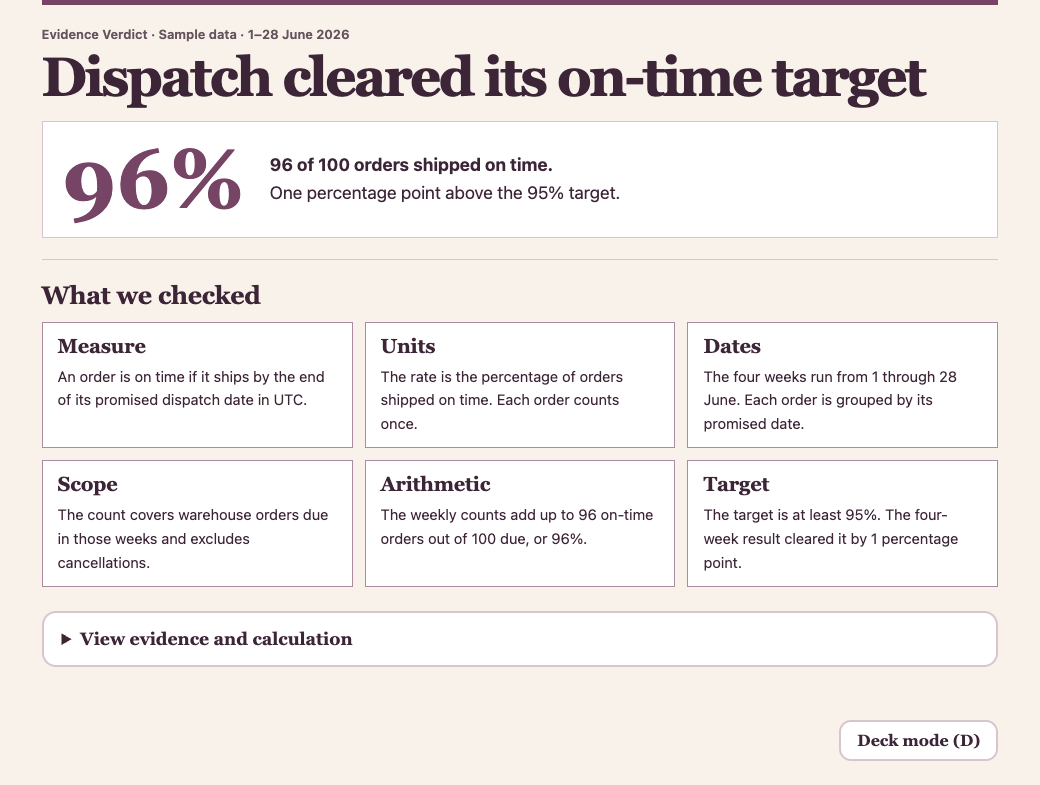 Evidence Verdict · Sample data · 1–28 June 2026
Dispatch cleared its on-time target
96%
96 of 100 orders shipped on time.
One percentage point above the 95% target.
What we checked
Measure
An order is on time if it ships by the end
of its promised dispatch date in UTC.
Units
The rate is the percentage of orders
shipped on time. Each order counts
once.
Dates
The four weeks run from 1 through 28
June. Each order is grouped by its
promised date.
Scope
The count covers warehouse orders due
in those weeks and excludes
cancellations.
Arithmetic
The weekly counts add up to 96 on-time
orders out of 100 due, or 96%.
Target
The target is at least 95%. The four-
week result cleared it by 1 percentage
point.
View evidence and calculation
Deck mode (D)